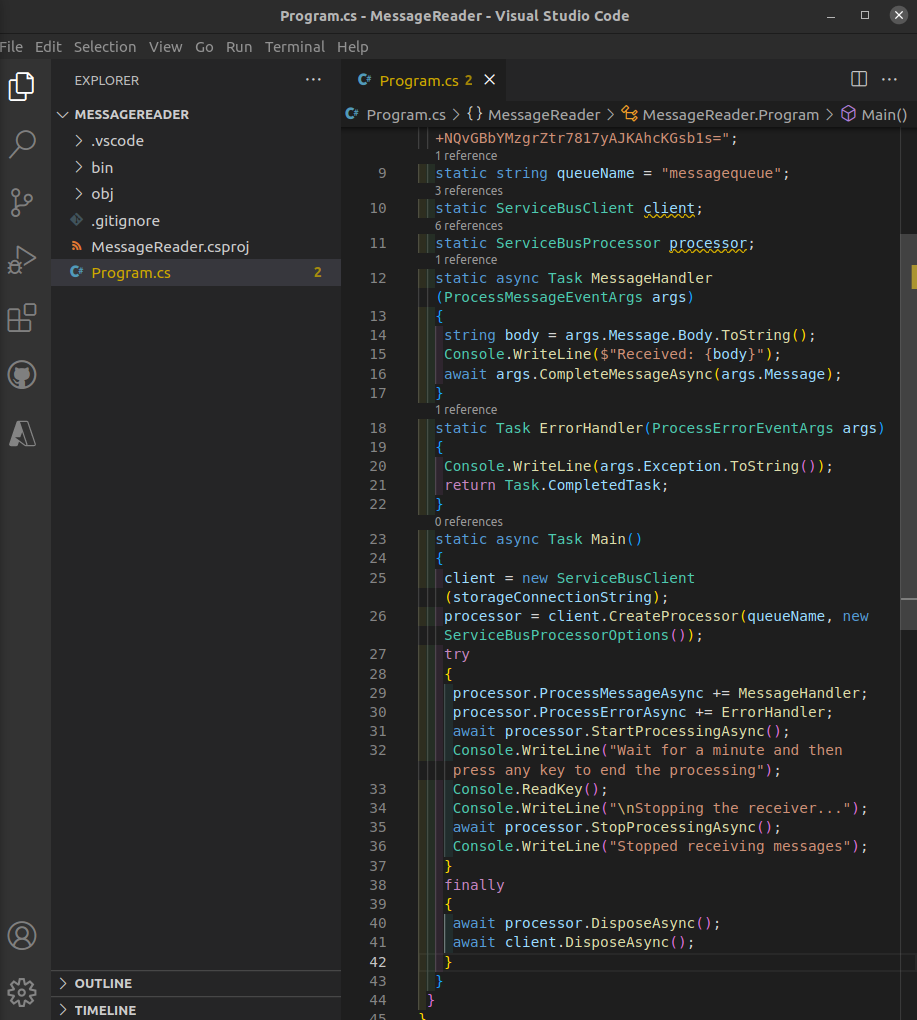 Program.cs - MessageReader - Visual Studio Code
File Edit Selection View Go Run Terminal Help
EXPLORER
MESSAGEREADER
.vscode
bin
obj
.gitignore
MessageReader.csproj
Program.cs 2
OUTLINE
TIMELINE
C# Program.cs 2
C# Program.cs > {} MessageReader > MessageReader.Program > Main()
+NQvGBbYMzgrZtr7817yAJKAhcKGsb1s=";
1 reference
9 static string queueName = "messagequeue";
3 references
10 static ServiceBusClient client;
6 references
11 static ServiceBusProcessor processor;
1 reference
12 static async Task MessageHandler
(ProcessMessageEventArgs args)
13 {
14 string body = args.Message.Body.ToString();
15 Console.WriteLine($"Received: {body}");
16 await args.CompleteMessageAsync(args.Message);
17 }
1 reference
18 static Task ErrorHandler(ProcessErrorEventArgs args)
19 {
20 Console.WriteLine(args.Exception.ToString());
21 return Task.CompletedTask;
22 }
0 references
23 static async Task Main()
24 {
25 client = new ServiceBusClient
(storageConnectionString);
26 processor = client.CreateProcessor(queueName, new
ServiceBusProcessorOptions());
27 try
28 {
29 processor.ProcessMessageAsync += MessageHandler;
30 processor.ProcessErrorAsync += ErrorHandler;
31 await processor.StartProcessingAsync();
32 Console.WriteLine("Wait for a minute and then
press any key to end the processing");
33 Console.ReadKey();
34 Console.WriteLine("\nStopping the receiver...");
35 await processor.StopProcessingAsync();
36 Console.WriteLine("Stopped receiving messages");
37 }
38 finally
39 {
40 await processor.DisposeAsync();
41 await client.DisposeAsync();
42 }
43 }
44 }
45 }